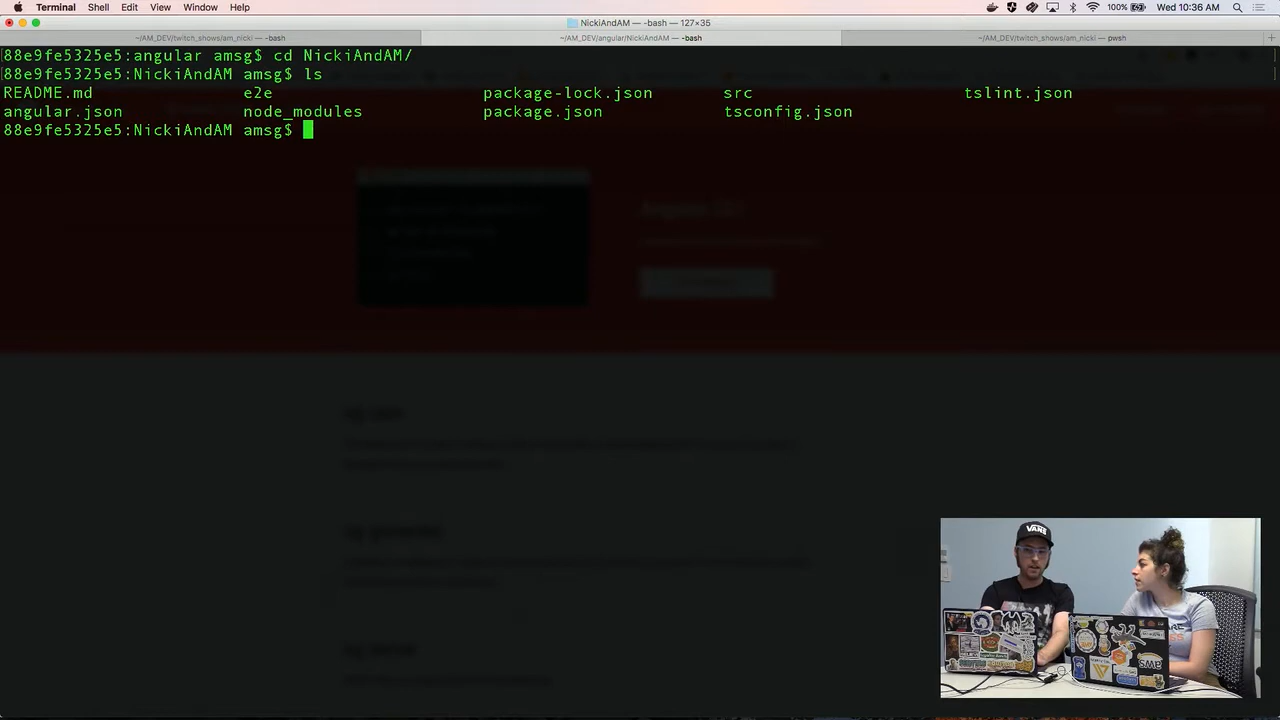 Terminal Shell Edit View Window Help 100% Wed 10:36 AM
NickiAndAM — -bash — 127×35
~/AM_DEV/twitch_shows/am_nicki — -bash
~/AM_DEV/angular/NickiAndAM — -bash
~/AM_DEV/twitch_shows/am_nicki — pwsh
[88e9fe5325e5:angular amsg$ cd NickiAndAM/
[88e9fe5325e5:NickiAndAM amsg$ ls
README.md e2e package-lock.json src tslint.json
angular.json node_modules package.json tsconfig.json
88e9fe5325e5:NickiAndAM amsg$
VANS
aws